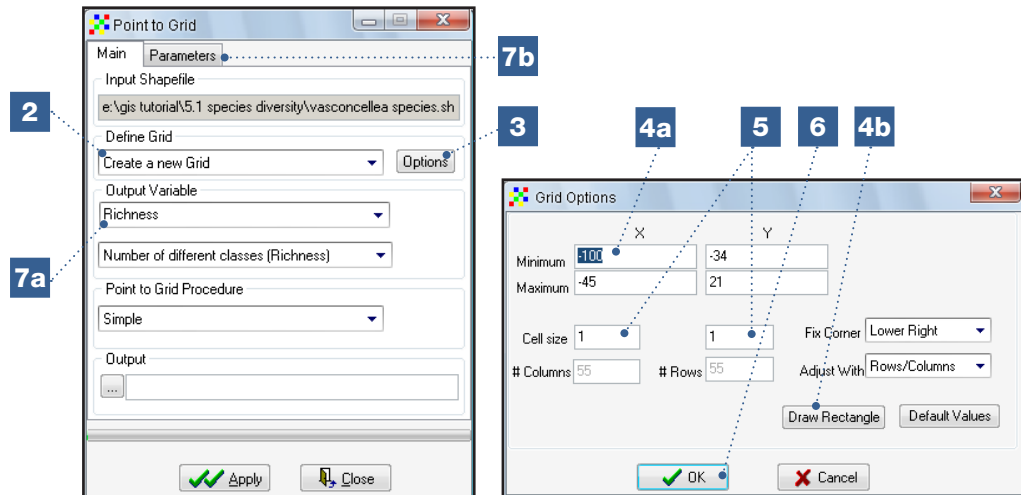 Point to Grid
Main Parameters
7b
Input Shapefile
e:\gis tutorial\5.1 species diversity\vasconcellea species.sh
2
Define Grid
Create a new Grid Options
3
Output Variable
Richness
7a
Number of different classes (Richness)
Point to Grid Procedure
Simple
Output
...
Apply Close
4a 5 6 4b
Grid Options
X Y
Minimum -100 -34
Maximum -45 21
Cell size 1 1 Fix Corner Lower Right
# Columns 55 # Rows 55 Adjust With Rows/Columns
Draw Rectangle Default Values
OK Cancel